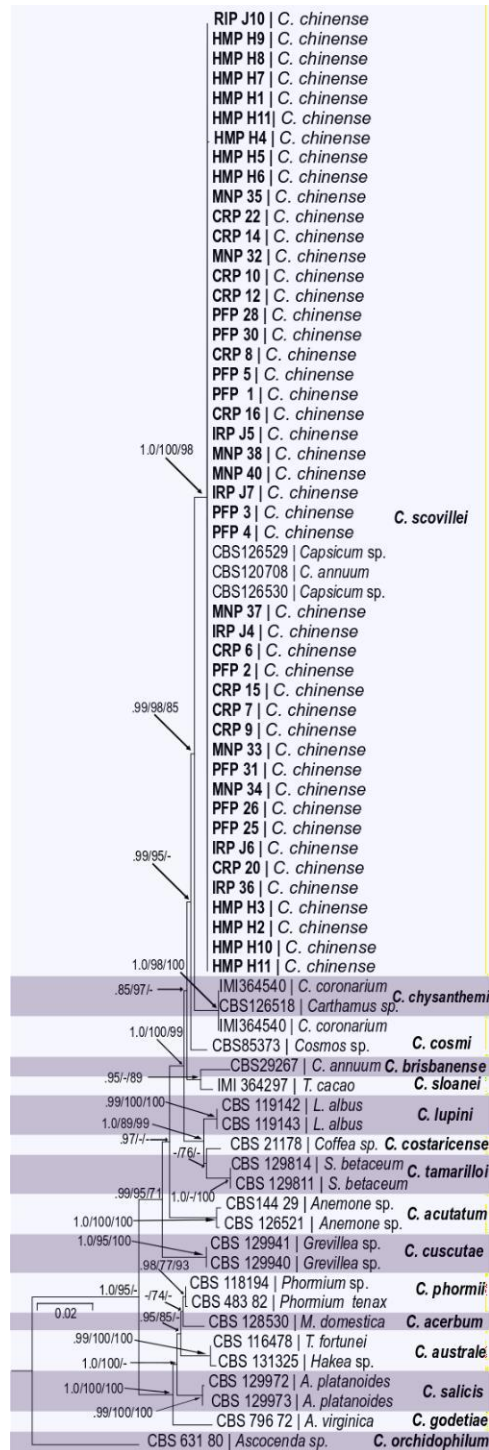 RIP J10 | C. chinense
HMP H9 | C. chinense
HMP H8 | C. chinense
HMP H7 | C. chinense
HMP H1 | C. chinense
HMP H11| C. chinense
HMP H4 | C. chinense
HMP H5 | C. chinense
HMP H6 | C. chinense
MNP 35 | C. chinense
CRP 22 | C. chinense
CRP 14 | C. chinense
MNP 32 | C. chinense
CRP 10 | C. chinense
CRP 12 | C. chinense
PFP 28 | C. chinense
PFP 30 | C. chinense
CRP 8 | C. chinense
PFP 5 | C. chinense
PFP 1 | C. chinense
CRP 16 | C. chinense
IRP J5 | C. chinense
1.0/100/98
MNP 38 | C. chinense
MNP 40 | C. chinense
IRP J7 | C. chinense
PFP 3 | C. chinense
C. scovillei
PFP 4 | C. chinense
CBS126529 | Capsicum sp.
CBS120708 | C. annuum
CBS126530 | Capsicum sp.
MNP 37 | C. chinense
IRP J4 | C. chinense
CRP 6 | C. chinense
PFP 2 | C. chinense
CRP 15 | C. chinense
.99/98/85
CRP 7 | C. chinense
CRP 9 | C. chinense
MNP 33 | C. chinense
PFP 31 | C. chinense
MNP 34 | C. chinense
PFP 26 | C. chinense
PFP 25 | C. chinense
IRP J6 | C. chinense
.99/95/-
CRP 20 | C. chinense
IRP 36 | C. chinense
HMP H3 | C. chinense
HMP H2 | C. chinense
HMP H10 | C. chinense
1.0/98/100
HMP H11 | C. chinense
.85/97/-
IMI364540 | C. coronarium
CBS126518 | Carthamus sp.
C. chysanthemi
IMI364540 | C. coronarium
1.0/100/99
CBS85373 | Cosmos sp.
C. cosmi
CBS29267 | C. annuum
C. brisbanense
.95/-/89
IMI 364297 | T. cacao
C. sloanei
.99/100/100
CBS 119142 | L. albus
CBS 119143 | L. albus
C. lupini
1.0/89/99
.97/-/-
-/76/-
CBS 21178 | Coffea sp.
C. costaricense
CBS 129814 | S. betaceum
CBS 129811 | S. betaceum
C. tamarilloi
.99/95/71
1.0/-/100
CBS144 29 | Anemone sp.
CBS 126521 | Anemone sp.
C. acutatum
1.0/100/100
1.0/95/100
CBS 129941 | Grevillea sp.
CBS 129940 | Grevillea sp.
C. cuscutae
.98/77/93
1.0/95/-
-/74/-
CBS 118194 | Phormium sp.
CBS 483 82 | Phormium tenax
C. phormii
0.02
.95/85/-
CBS 128530 | M. domestica
C. acerbum
.99/100/100
CBS 116478 | T. fortunei
CBS 131325 | Hakea sp.
C. australe
1.0/100/-
1.0/100/100
CBS 129972 | A. platanoides
CBS 129973 | A. platanoides
C. salicis
.99/100/100
CBS 796 72 | A. virginica
C. godetiae
CBS 631 80 | Ascocenda sp.
C. orchidophilum